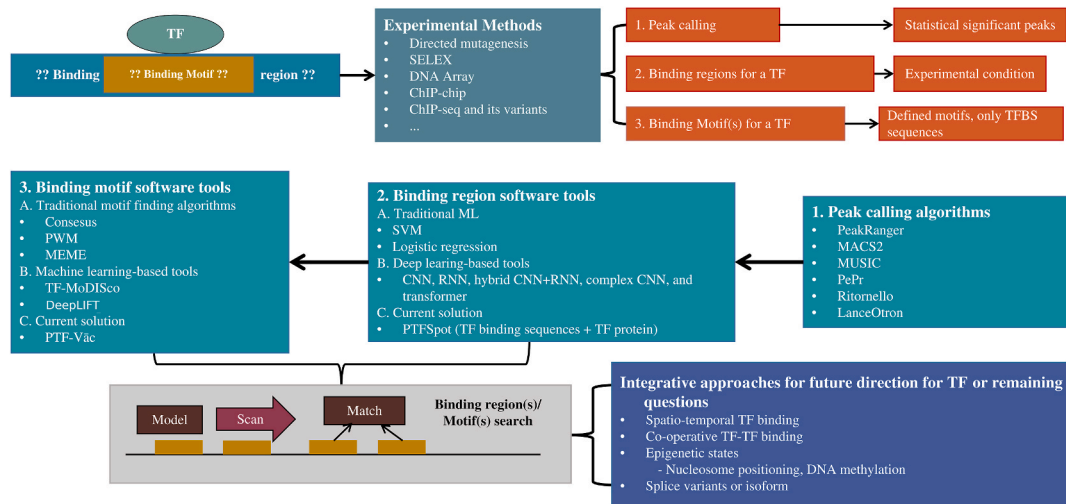 TF
?? Binding
?? Binding Motif ??
region ??
Experimental Methods
• Directed mutagenesis
• SELEX
• DNA Array
• ChIP-chip
• ChIP-seq and its variants
• ...
1. Peak calling
Statistical significant peaks
2. Binding regions for a TF
Experimental condition
3. Binding Motif(s) for a TF
Defined motifs, only TFBS
sequences
3. Binding motif software tools
A. Traditional motif finding algorithms
• Consesus
• PWM
• MEME
B. Machine learning-based tools
• TF-MoDISco
• DeepLIFT
C. Current solution
• PTF-Vāc
2. Binding region software tools
A. Traditional ML
• SVM
• Logistic regression
B. Deep learing-based tools
• CNN, RNN, hybrid CNN+RNN, complex CNN, and
transformer
C. Current solution
• PTFSpot (TF binding sequences + TF protein)
1. Peak calling algorithms
• PeakRanger
• MACS2
• MUSIC
• PePr
• Ritornello
• LanceOtron
Model
Scan
Match
Binding region(s)/
Motif(s) search
Integrative approaches for future direction for TF or remaining
questions
• Spatio-temporal TF binding
• Co-operative TF-TF binding
• Epigenetic states
- Nucleosome positioning, DNA methylation
• Splice variants or isoform